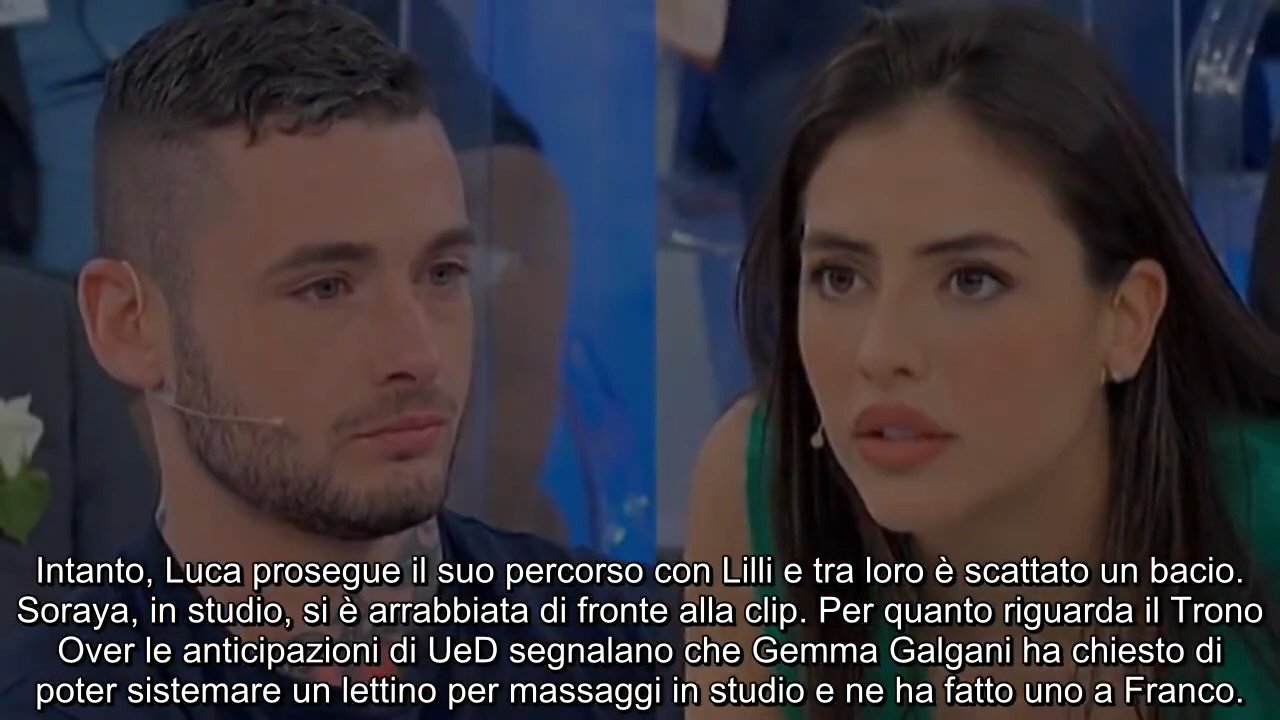 Intanto, Luca prosegue il suo percorso con Lilli e tra loro è scattato un bacio.
Soraya, in studio, si è arrabbiata di fronte alla clip. Per quanto riguarda il Trono
Over le anticipazioni di UeD segnalano che Gemma Galgani ha chiesto di
poter sistemare un lettino per massaggi in studio e ne ha fatto uno a Franco.